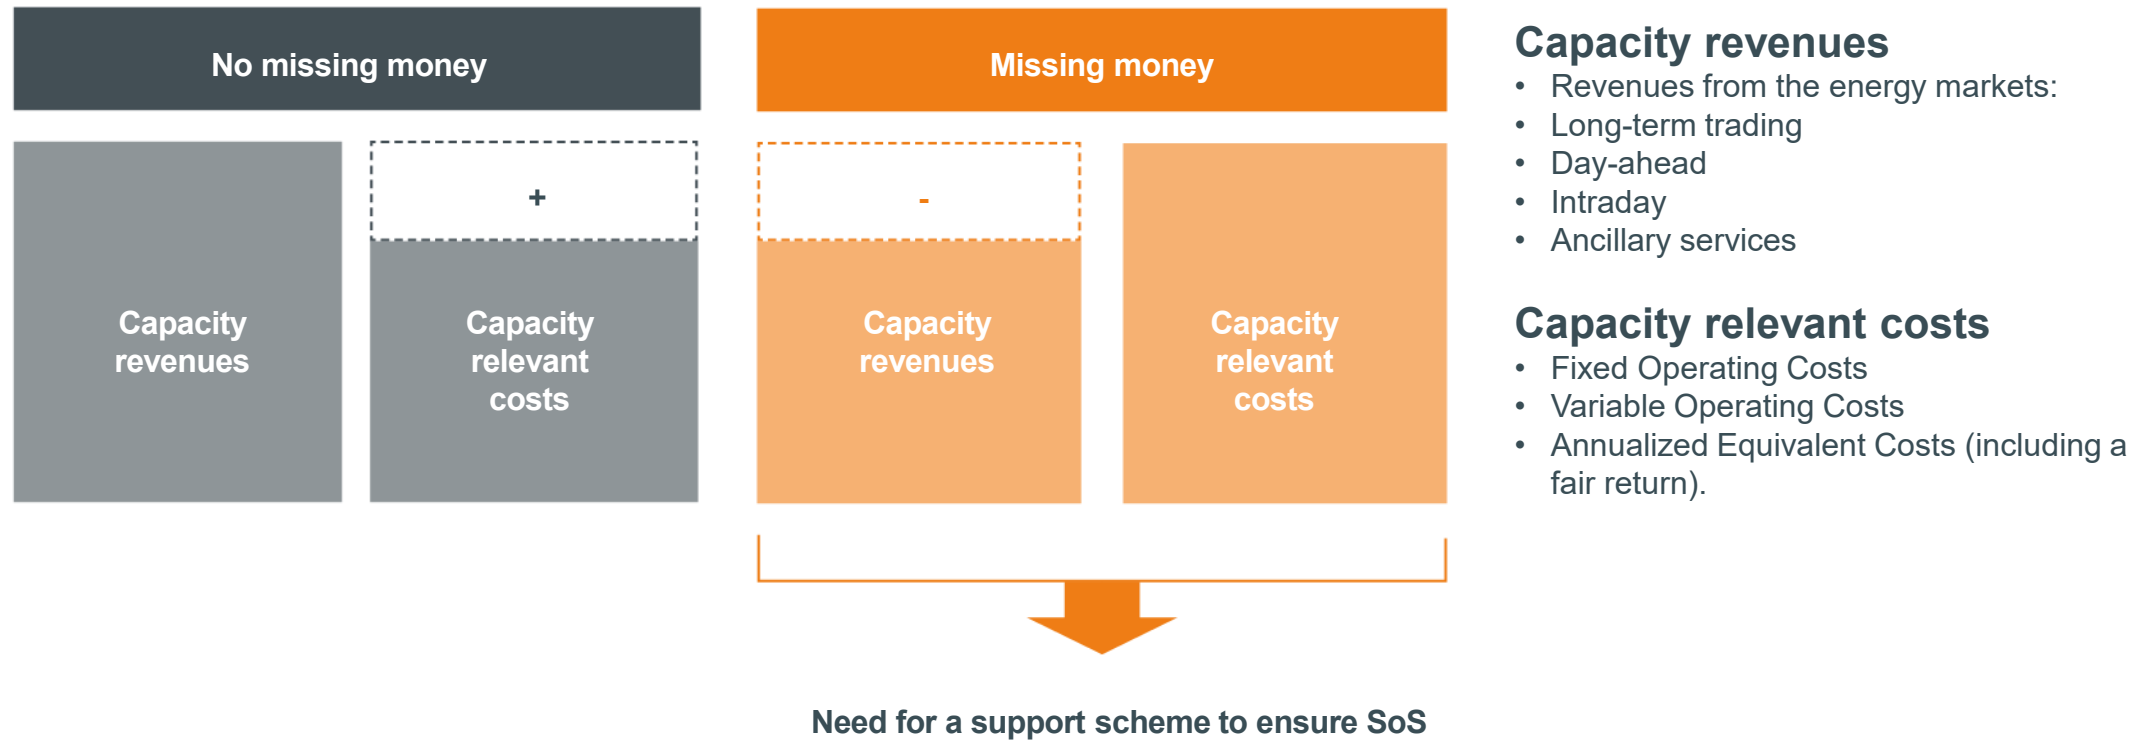 No missing money
Missing money
+
-
Capacity
revenues
Capacity
relevant
costs
Capacity
revenues
Capacity
relevant
costs
Need for a support scheme to ensure SoS
Capacity revenues
• Revenues from the energy markets:
• Long-term trading
• Day-ahead
• Intraday
• Ancillary services
Capacity relevant costs
• Fixed Operating Costs
• Variable Operating Costs
• Annualized Equivalent Costs (including a
fair return).